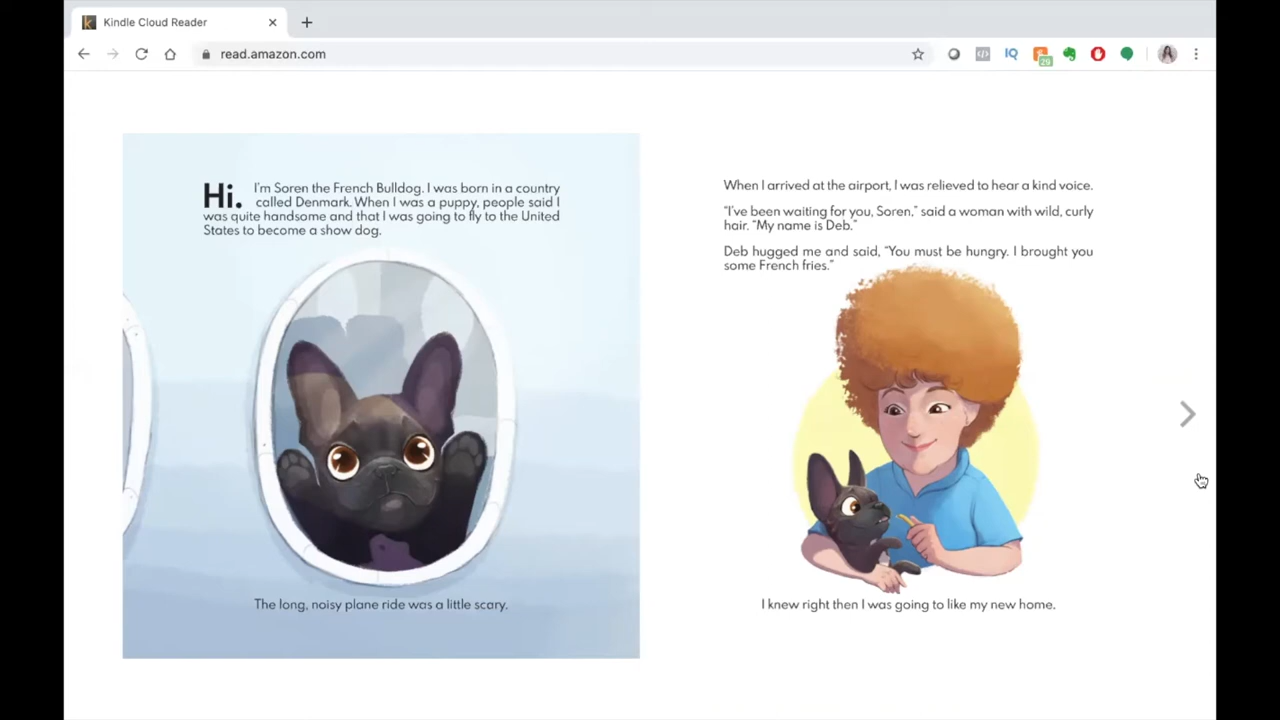 Kindle Cloud Reader
read.amazon.com
IQ
29
Hi. I'm Soren the French Bulldog. I was born in a country
called Denmark. When I was a puppy, people said I
was quite handsome and that I was going to fly to the United
States to become a show dog.
The long, noisy plane ride was a little scary.
When I arrived at the airport, I was relieved to hear a kind voice.
“I've been waiting for you, Soren,” said a woman with wild, curly
hair. “My name is Deb.”
Deb hugged me and said, “You must be hungry. I brought you
some French fries.”
I knew right then I was going to like my new home.